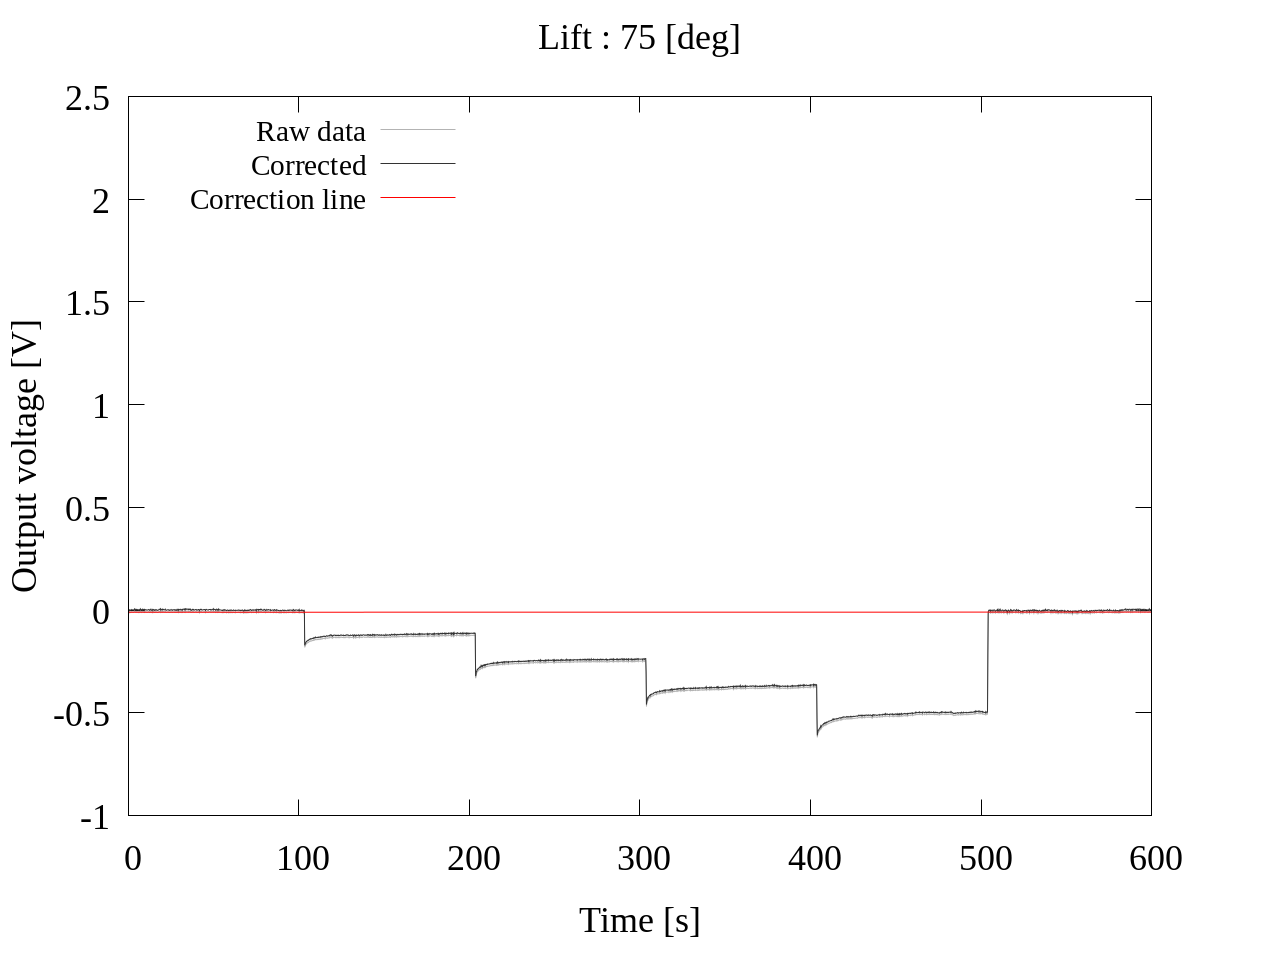 Lift : 75 [deg]
2.5
2
1.5
1
0.5
0
-0.5
-1
Raw data
Corrected
Correction line
Output voltage [V]
0 100 200 300 400 500 600
Time [s]